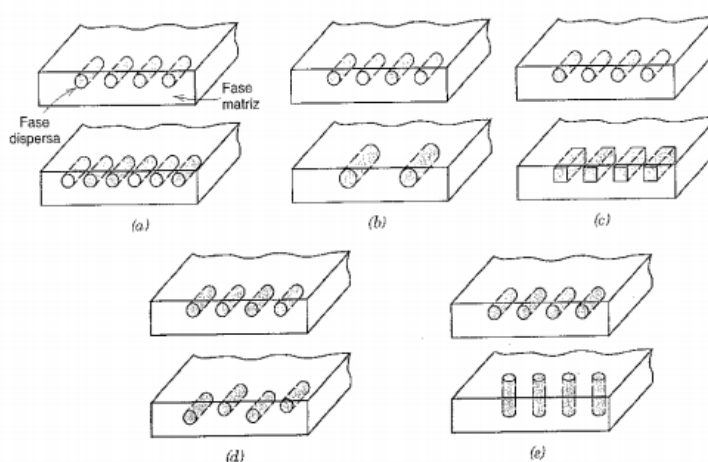 Fase
matriz
Fase
dispersa
(a)
(b)
(c)
(d)
(e)